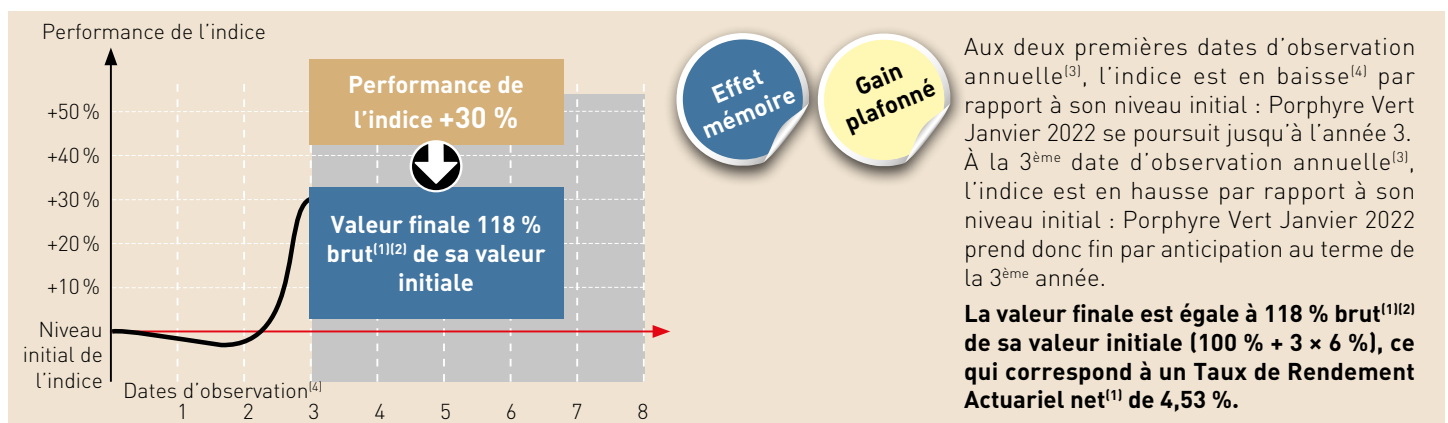 Performance de l’indice
+50 %
+40 %
+30 %
+20 %
+10 %
Niveau
initial de
l’indice
Dates d’observation(4)
1 2 3 4 5 6 7 8
Performance de
l’indice +30 %
Valeur finale 118 %
brut(1)(2) de sa valeur
initiale
Effet
mémoire
Gain
plafonné
Aux deux premières dates d’observation
annuelle(3), l’indice est en baisse(4) par
rapport à son niveau initial : Porphyre Vert
Janvier 2022 se poursuit jusqu’à l’année 3.
À la 3ème date d’observation annuelle(3),
l’indice est en hausse par rapport à son
niveau initial : Porphyre Vert Janvier 2022
prend donc fin par anticipation au terme de
la 3ème année.
La valeur finale est égale à 118 % brut(1)(2)
de sa valeur initiale (100 % + 3 × 6 %), ce
qui correspond à un Taux de Rendement
Actuariel net(1) de 4,53 %.